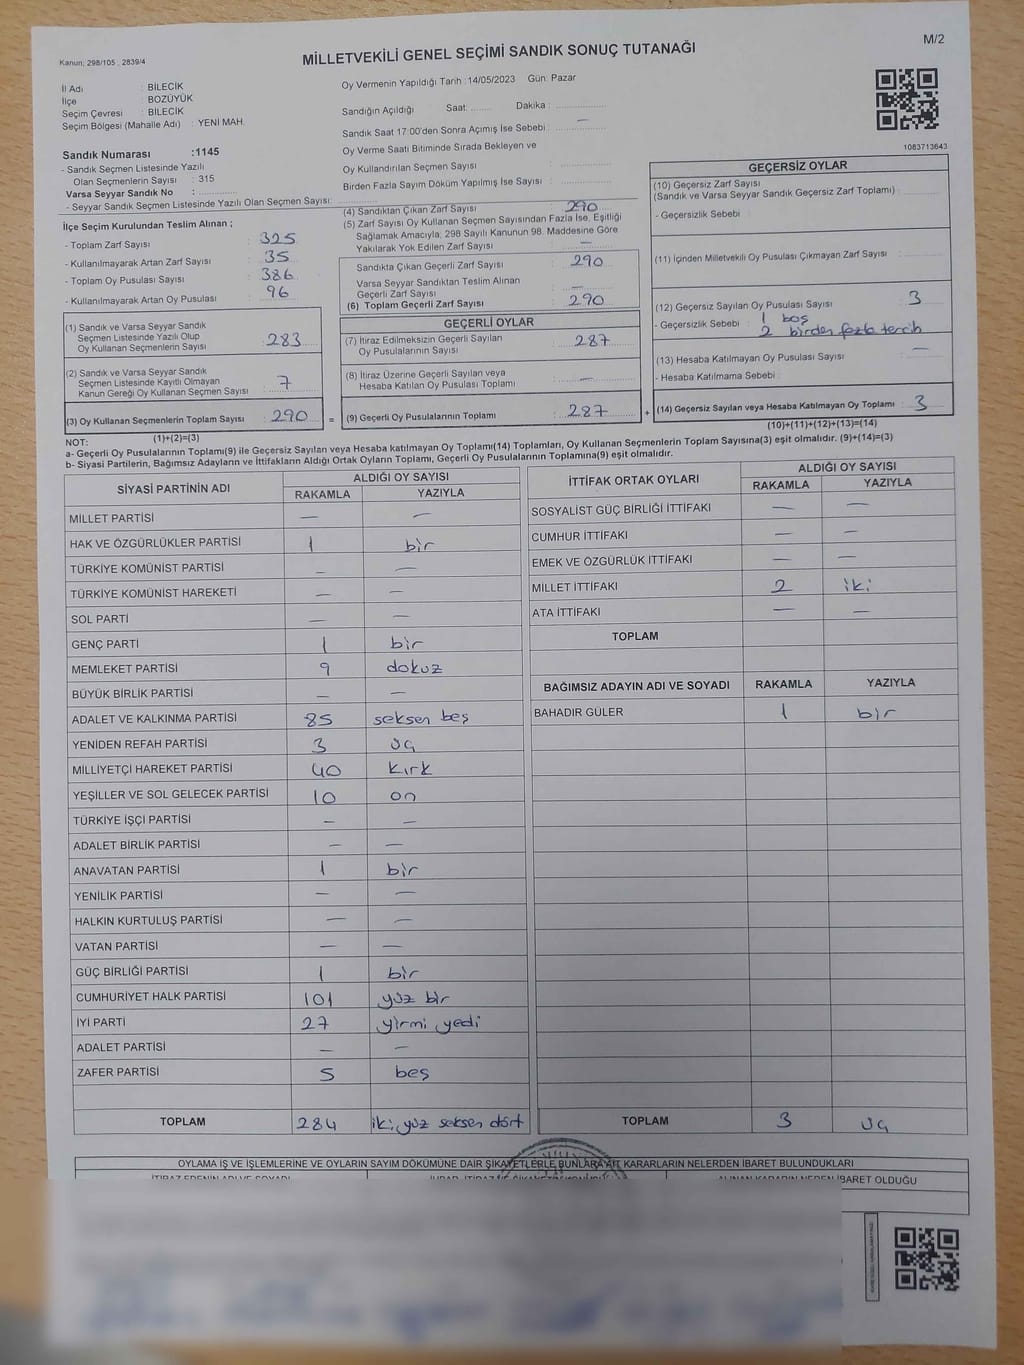 M/2
Kanun; 298/105 , 2839/4
MİLLETVEKİLİ GENEL SEÇİMİ SANDIK SONUÇ TUTANAĞI
İl Adı : BİLECİK
İlçe : BOZÜYÜK
Seçim Çevresi : BİLECİK
Seçim Bölgesi (Mahalle Adı) : YENİ MAH.
Sandık Numarası :1145
- Sandık Seçmen Listesinde Yazılı
Olan Seçmenlerin Sayısı : 315
Varsa Seyyar Sandık No :
- Seyyar Sandık Seçmen Listesinde Yazılı Olan Seçmen Sayısı:
Oy Vermenin Yapıldığı Tarih :14/05/2023 Gün: Pazar
Sandığın Açıldığı Saat: Dakika :
Sandık Saat 17:00'den Sonra Açımış İse Sebebi : —
Oy Verme Saati Bitiminde Sırada Bekleyen ve
Oy Kullandırılan Seçmen Sayısı :
Birden Fazla Sayım Döküm Yapılmış İse Sayısı :
1083713643
İlçe Seçim Kurulundan Teslim Alınan ;
- Toplam Zarf Sayısı : 325
- Kullanılmayarak Artan Zarf Sayısı : 35
- Toplam Oy Pusulası Sayısı : 386
- Kullanılmayarak Artan Oy Pusulası : 96
(1) Sandık ve Varsa Seyyar Sandık
Seçmen Listesinde Yazılı Olup
Oy Kullanan Seçmenlerin Sayısı : 283
(2) Sandık ve Varsa Seyyar Sandık
Seçmen Listesinde Kayıtlı Olmayan
Kanun Gereği Oy Kullanan Seçmen Sayısı : 7
(3) Oy Kullanan Seçmenlerin Toplam Sayısı : 290 =
(1)+(2)=(3)
(4) Sandıktan Çıkan Zarf Sayısı : 290
(5) Zarf Sayısı Oy Kullanan Seçmen Sayısından Fazla İse, Eşitliği
Sağlamak Amacıyla, 298 Sayılı Kanunun 98. Maddesine Göre
Yakılarak Yok Edilen Zarf Sayısı : —
Sandıkta Çıkan Geçerli Zarf Sayısı : 290
Varsa Seyyar Sandıktan Teslim Alınan
Geçerli Zarf Sayısı : —
(6) Toplam Geçerli Zarf Sayısı : 290
GEÇERLİ OYLAR
(7) İtiraz Edilmeksizin Geçerli Sayılan
Oy Pusulalarının Sayısı : 287
(8) İtiraz Üzerine Geçerli Sayılan veya
Hesaba Katılan Oy Pusulası Toplamı : —
(9) Geçerli Oy Pusulalarının Toplamı : 287 +
GEÇERSİZ OYLAR
(10) Geçersiz Zarf Sayısı
(Sandık ve Varsa Seyyar Sandık Geçersiz Zarf Toplamı) :
- Geçersizlik Sebebi :
(11) İçinden Milletvekili Oy Pusulası Çıkmayan Zarf Sayısı :
(12) Geçersiz Sayılan Oy Pusulası Sayısı : 3
- Geçersizlik Sebebi : 1 boş
2 birden fazla tercih
(13) Hesaba Katılmayan Oy Pusulası Sayısı : —
- Hesaba Katılmama Sebebi :
(14) Geçersiz Sayılan veya Hesaba Katılmayan Oy Toplamı : 3
(10)+(11)+(12)+(13)=(14)
NOT:
a- Geçerli Oy Pusulalarının Toplamı(9) ile Geçersiz Sayılan veya Hesaba katılmayan Oy Toplamı(14) Toplamları, Oy Kullanan Seçmenlerin Toplam Sayısına(3) eşit olmalıdır. (9)+(14)=(3)
b- Siyasi Partilerin, Bağımsız Adayların ve İttifakların Aldığı Ortak Oyların Toplamı, Geçerli Oy Pusulalarının Toplamına(9) eşit olmalıdır.
SİYASİ PARTİNİN ADI ALDIĞI OY SAYISI
RAKAMLA YAZIYLA
MİLLET PARTİSİ — —
HAK VE ÖZGÜRLÜKLER PARTİSİ 1 bir
TÜRKİYE KOMÜNİST PARTİSİ — —
TÜRKİYE KOMÜNİST HAREKETİ — —
SOL PARTİ — —
GENÇ PARTİ 1 bir
MEMLEKET PARTİSİ 9 dokuz
BÜYÜK BİRLİK PARTİSİ — —
ADALET VE KALKINMA PARTİSİ 85 seksen beş
YENİDEN REFAH PARTİSİ 3 üç
MİLLİYETÇİ HAREKET PARTİSİ 40 kırk
YEŞİLLER VE SOL GELECEK PARTİSİ 10 on
TÜRKİYE İŞÇİ PARTİSİ — —
ADALET BİRLİK PARTİSİ — —
ANAVATAN PARTİSİ 1 bir
YENİLİK PARTİSİ — —
HALKIN KURTULUŞ PARTİSİ — —
VATAN PARTİSİ — —
GÜÇ BİRLİĞİ PARTİSİ 1 bir
CUMHURİYET HALK PARTİSİ 101 yüz bir
İYİ PARTİ 27 yirmi yedi
ADALET PARTİSİ — —
ZAFER PARTİSİ 5 beş
TOPLAM 284 iki yüz seksen dört
İTTİFAK ORTAK OYLARI ALDIĞI OY SAYISI
RAKAMLA YAZIYLA
SOSYALİST GÜÇ BİRLİĞİ İTTİFAKI — —
CUMHUR İTTİFAKI — —
EMEK VE ÖZGÜRLÜK İTTİFAKI — —
MİLLET İTTİFAKI 2 iki
ATA İTTİFAKI — —
TOPLAM
BAĞIMSIZ ADAYIN ADI VE SOYADI RAKAMLA YAZIYLA
BAHADIR GÜLER 1 bir
TOPLAM 3 üç
OYLAMA İŞ VE İŞLEMLERİNE VE OYLARIN SAYIM DÖKÜMÜNE DAİR ŞİKAYETLERLE BUNLARA AİT KARARLARIN NELERDEN İBARET BULUNDUKLARI
İTİRAZ EDENİN ADI VE SOYADI ALINAN KARARIN NEDEN İBARET OLDUĞU